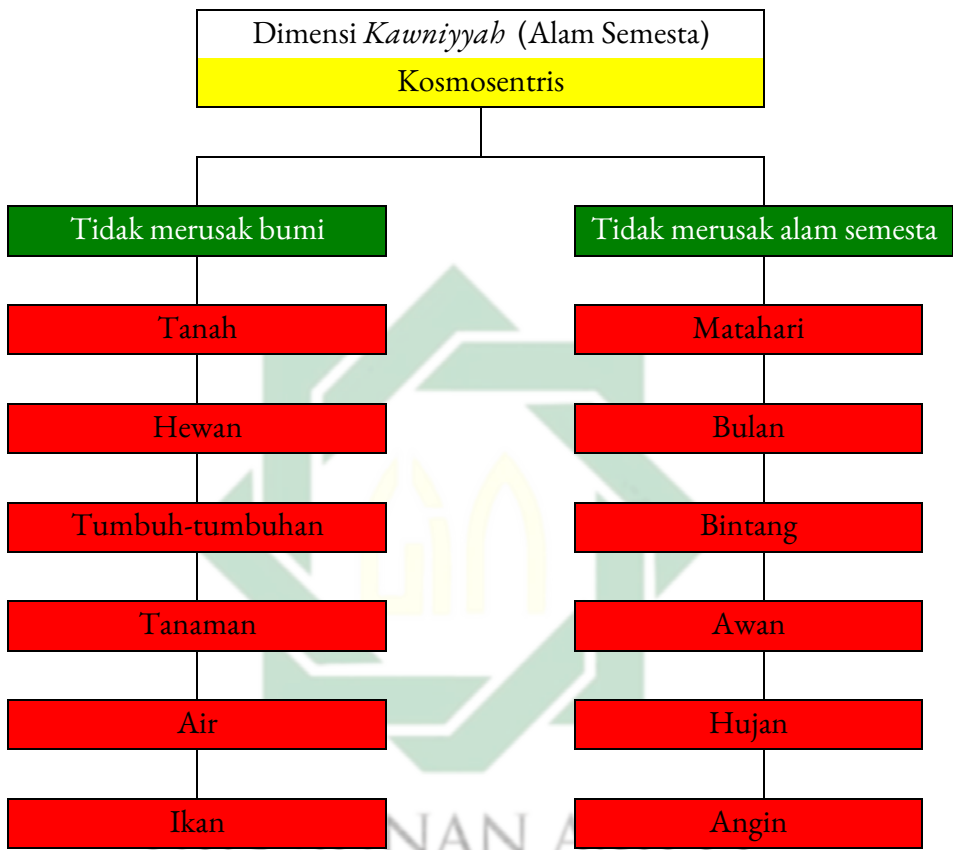 Dimensi Kawniyyah (Alam Semesta)
Kosmosentris
Tidak merusak bumi
Tidak merusak alam semesta
Tanah
Matahari
Hewan
Bulan
Tumbuh-tumbuhan
Bintang
Tanaman
Awan
Air
Hujan
Ikan
Angin